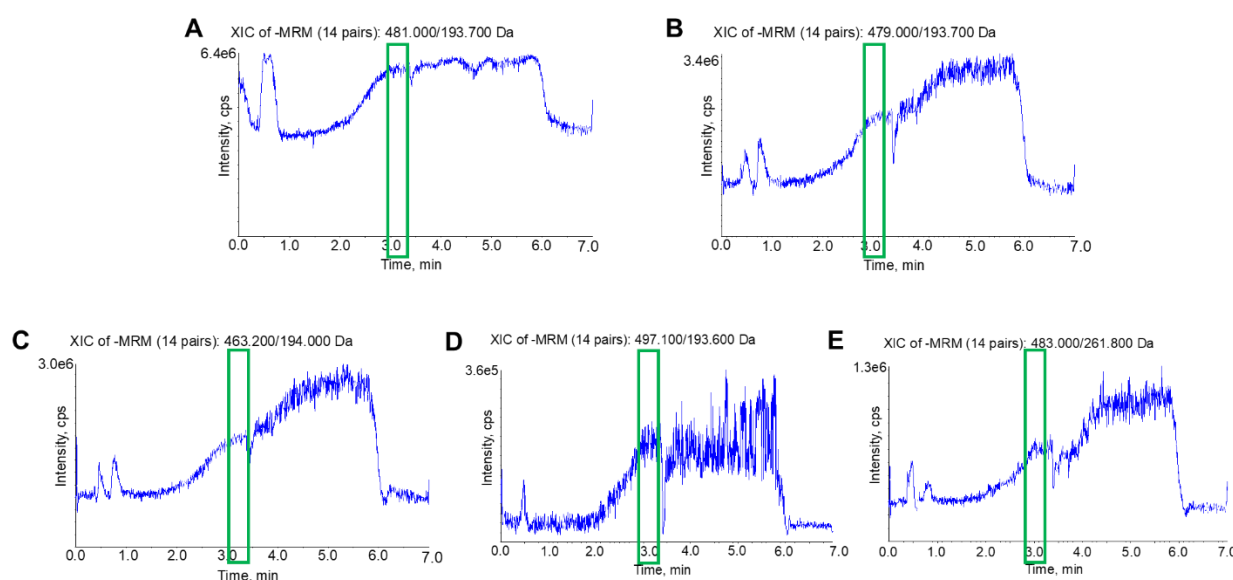 A
XIC of -MRM (14 pairs): 481.000/193.700 Da
6.4e6
Intensity, cps
0.0 1.0 2.0 3.0 4.0 5.0 6.0 7.0
Time, min
B
XIC of -MRM (14 pairs): 479.000/193.700 Da
3.4e6
Intensity, cps
0.0 1.0 2.0 3.0 4.0 5.0 6.0 7.0
Time, min
C
XIC of -MRM (14 pairs): 463.200/194.000 Da
3.0e6
Intensity, cps
0.0 1.0 2.0 3.0 4.0 5.0 6.0 7.0
Time, min
D
XIC of -MRM (14 pairs): 497.100/193.600 Da
3.6e5
Intensity, cps
0.0 1.0 2.0 3.0 4.0 5.0 6.0 7.0
Time, min
E
XIC of -MRM (14 pairs): 483.000/261.800 Da
1.3e6
Intensity, cps
0.0 1.0 2.0 3.0 4.0 5.0 6.0 7.0
Time, min